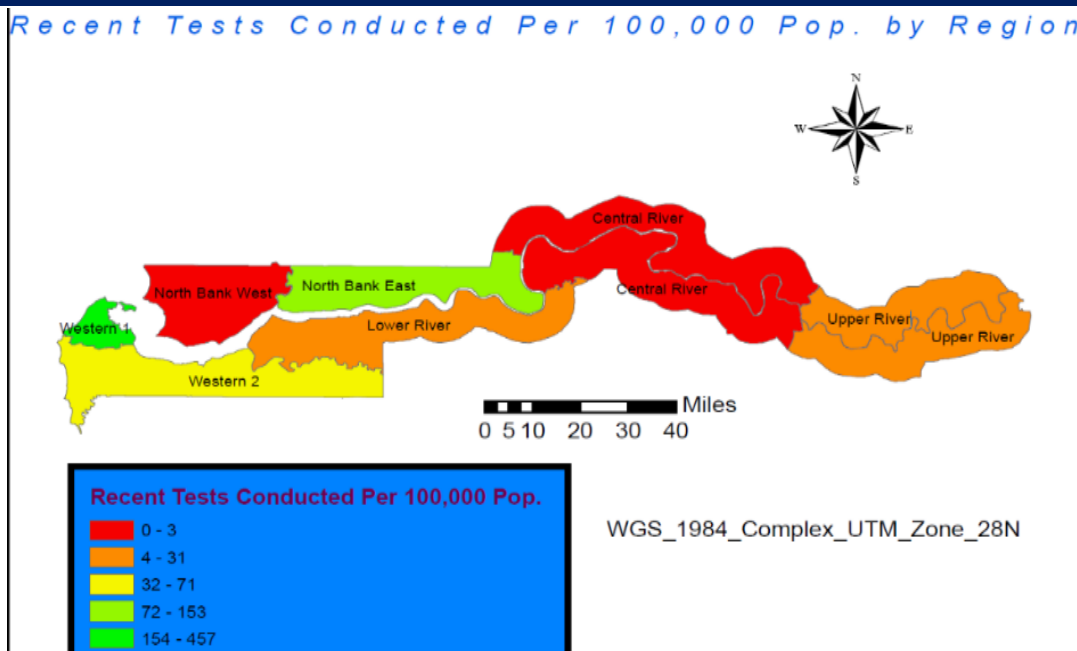 Recent Tests Conducted Per 100,000 Pop. by Region
N
W
E
S
Central River
North Bank West
North Bank East
Central River
Western 1
Lower River
Upper River
Upper River
Western 2
Miles
0 5 10 20 30 40
Recent Tests Conducted Per 100,000 Pop.
0 - 3
WGS_1984_Complex_UTM_Zone_28N
4 - 31
32 - 71
72 - 153
154 - 457